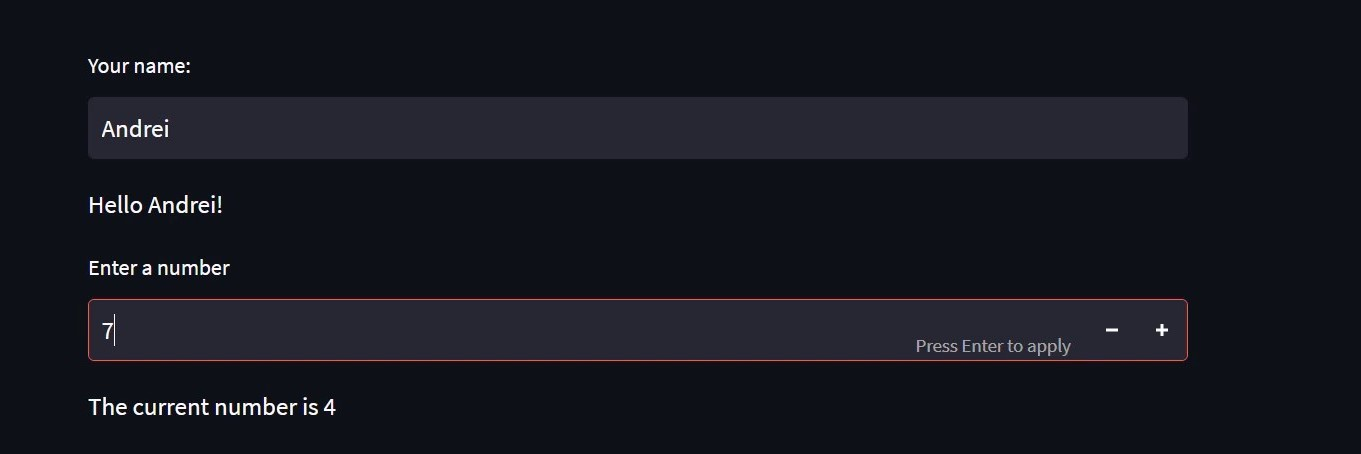 Your name:
Andrei
Hello Andrei!
Enter a number
7
Press Enter to apply
The current number is 4